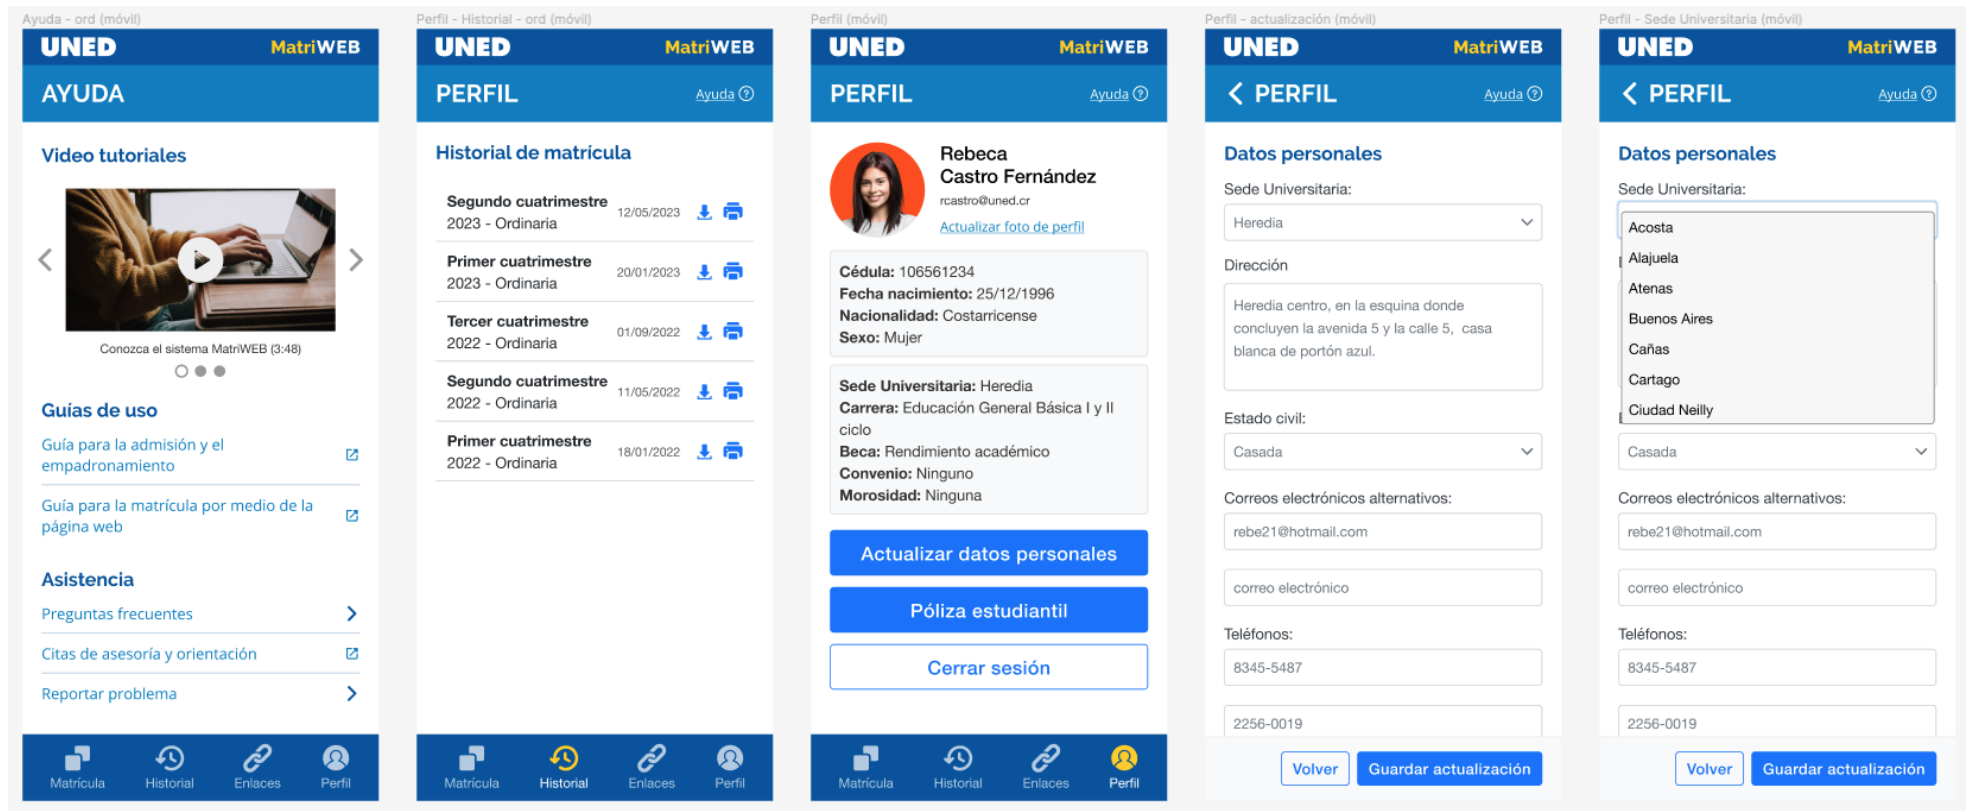 Ayuda - ord (móvil)
UNED MatriWEB
AYUDA
Video tutoriales
Conozca el sistema MatriWEB (3:48)
Guías de uso
Guía para la admisión y el
empadronamiento
Guía para la matrícula por medio de la
página web
Asistencia
Preguntas frecuentes
Citas de asesoría y orientación
Reportar problema
Matrícula Historial Enlaces Perfil
Perfil - Historial - ord (móvil)
UNED MatriWEB
PERFIL Ayuda ?
Historial de matrícula
Segundo cuatrimestre
2023 - Ordinaria 12/05/2023
Primer cuatrimestre
2023 - Ordinaria 20/01/2023
Tercer cuatrimestre
2022 - Ordinaria 01/09/2022
Segundo cuatrimestre
2022 - Ordinaria 11/05/2022
Primer cuatrimestre
2022 - Ordinaria 18/01/2022
Matrícula Historial Enlaces Perfil
Perfil (móvil)
UNED MatriWEB
PERFIL Ayuda ?
Rebeca
Castro Fernández
rcastro@uned.cr
Actualizar foto de perfil
Cédula: 106561234
Fecha nacimiento: 25/12/1996
Nacionalidad: Costarricense
Sexo: Mujer
Sede Universitaria: Heredia
Carrera: Educación General Básica I y II
ciclo
Beca: Rendimiento académico
Convenio: Ninguno
Morosidad: Ninguna
Actualizar datos personales
Póliza estudiantil
Cerrar sesión
Matrícula Historial Enlaces Perfil
Perfil - actualización (móvil)
UNED MatriWEB
PERFIL Ayuda ?
Datos personales
Sede Universitaria:
Heredia
Dirección
Heredia centro, en la esquina donde
concluyen la avenida 5 y la calle 5, casa
blanca de portón azul.
Estado civil:
Casada
Correos electrónicos alternativos:
rebe21@hotmail.com
correo electrónico
Teléfonos:
8345-5487
2256-0019
Volver Guardar actualización
Perfil - Sede Universitaria (móvil)
UNED MatriWEB
PERFIL Ayuda ?
Datos personales
Sede Universitaria:
Acosta
Alajuela
Atenas
Buenos Aires
Cañas
Cartago
Ciudad Neilly
Casada
Correos electrónicos alternativos:
rebe21@hotmail.com
correo electrónico
Teléfonos:
8345-5487
2256-0019
Volver Guardar actualización